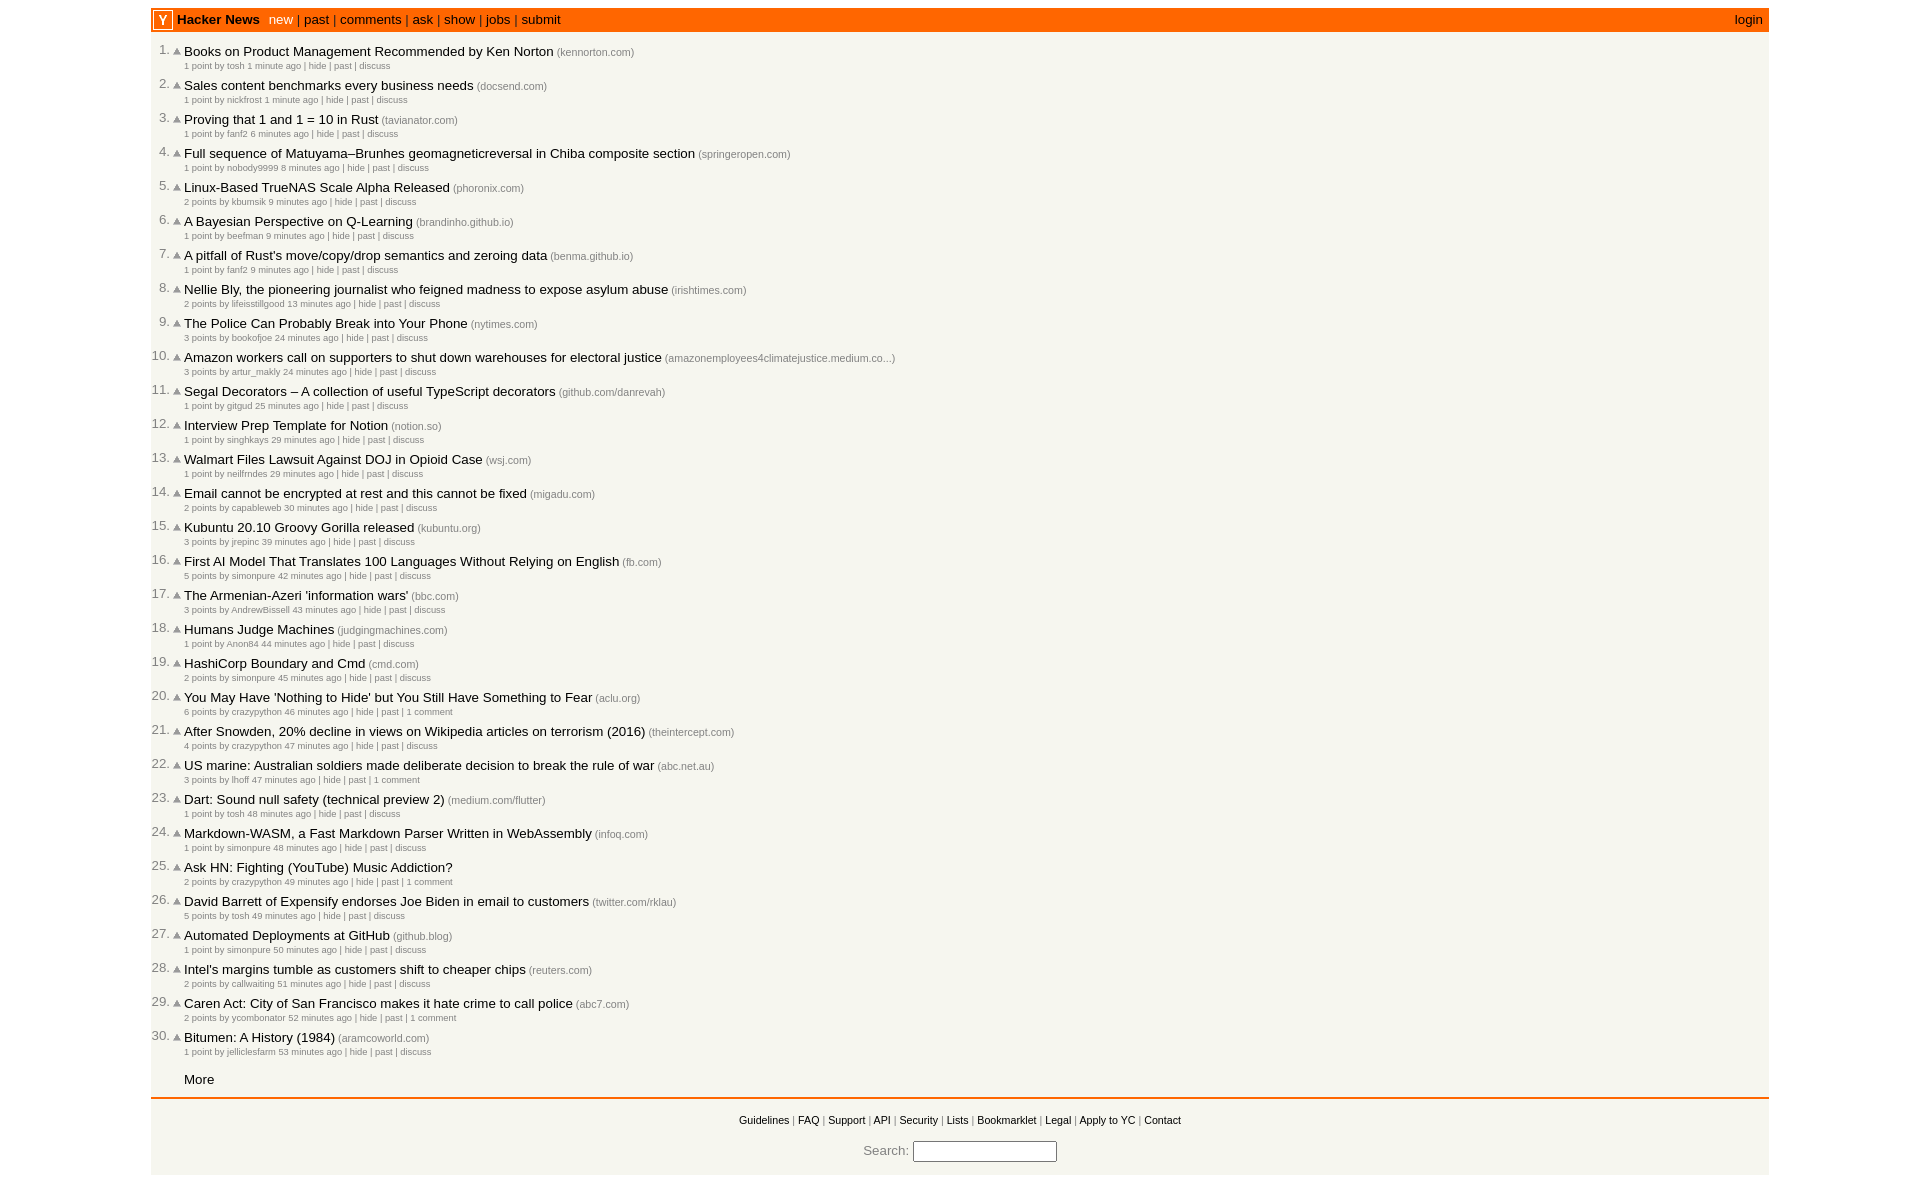 Y Hacker News new | past | comments | ask | show | jobs | submit login
1. Books on Product Management Recommended by Ken Norton (kennorton.com)
1 point by tosh 1 minute ago | hide | past | discuss
2. Sales content benchmarks every business needs (docsend.com)
1 point by nickfrost 1 minute ago | hide | past | discuss
3. Proving that 1 and 1 = 10 in Rust (tavianator.com)
1 point by fanf2 6 minutes ago | hide | past | discuss
4. Full sequence of Matuyama–Brunhes geomagneticreversal in Chiba composite section (springeropen.com)
1 point by nobody9999 8 minutes ago | hide | past | discuss
5. Linux-Based TrueNAS Scale Alpha Released (phoronix.com)
2 points by kbumsik 9 minutes ago | hide | past | discuss
6. A Bayesian Perspective on Q-Learning (brandinho.github.io)
1 point by beefman 9 minutes ago | hide | past | discuss
7. A pitfall of Rust's move/copy/drop semantics and zeroing data (benma.github.io)
1 point by fanf2 9 minutes ago | hide | past | discuss
8. Nellie Bly, the pioneering journalist who feigned madness to expose asylum abuse (irishtimes.com)
2 points by lifeisstillgood 13 minutes ago | hide | past | discuss
9. The Police Can Probably Break into Your Phone (nytimes.com)
3 points by bookofjoe 24 minutes ago | hide | past | discuss
10. Amazon workers call on supporters to shut down warehouses for electoral justice (amazonemployees4climatejustice.medium.co...)
3 points by artur_makly 24 minutes ago | hide | past | discuss
11. Segal Decorators – A collection of useful TypeScript decorators (github.com/danrevah)
1 point by gitgud 25 minutes ago | hide | past | discuss
12. Interview Prep Template for Notion (notion.so)
1 point by singhkays 29 minutes ago | hide | past | discuss
13. Walmart Files Lawsuit Against DOJ in Opioid Case (wsj.com)
1 point by neilfrndes 29 minutes ago | hide | past | discuss
14. Email cannot be encrypted at rest and this cannot be fixed (migadu.com)
2 points by capableweb 30 minutes ago | hide | past | discuss
15. Kubuntu 20.10 Groovy Gorilla released (kubuntu.org)
3 points by jrepinc 39 minutes ago | hide | past | discuss
16. First AI Model That Translates 100 Languages Without Relying on English (fb.com)
5 points by simonpure 42 minutes ago | hide | past | discuss
17. The Armenian-Azeri 'information wars' (bbc.com)
3 points by AndrewBissell 43 minutes ago | hide | past | discuss
18. Humans Judge Machines (judgingmachines.com)
1 point by Anon84 44 minutes ago | hide | past | discuss
19. HashiCorp Boundary and Cmd (cmd.com)
2 points by simonpure 45 minutes ago | hide | past | discuss
20. You May Have 'Nothing to Hide' but You Still Have Something to Fear (aclu.org)
6 points by crazypython 46 minutes ago | hide | past | 1 comment
21. After Snowden, 20% decline in views on Wikipedia articles on terrorism (2016) (theintercept.com)
4 points by crazypython 47 minutes ago | hide | past | discuss
22. US marine: Australian soldiers made deliberate decision to break the rule of war (abc.net.au)
3 points by lhoff 47 minutes ago | hide | past | 1 comment
23. Dart: Sound null safety (technical preview 2) (medium.com/flutter)
1 point by tosh 48 minutes ago | hide | past | discuss
24. Markdown-WASM, a Fast Markdown Parser Written in WebAssembly (infoq.com)
1 point by simonpure 48 minutes ago | hide | past | discuss
25. Ask HN: Fighting (YouTube) Music Addiction?
2 points by crazypython 49 minutes ago | hide | past | 1 comment
26. David Barrett of Expensify endorses Joe Biden in email to customers (twitter.com/rklau)
5 points by tosh 49 minutes ago | hide | past | discuss
27. Automated Deployments at GitHub (github.blog)
1 point by simonpure 50 minutes ago | hide | past | discuss
28. Intel's margins tumble as customers shift to cheaper chips (reuters.com)
2 points by callwaiting 51 minutes ago | hide | past | discuss
29. Caren Act: City of San Francisco makes it hate crime to call police (abc7.com)
2 points by ycombonator 52 minutes ago | hide | past | 1 comment
30. Bitumen: A History (1984) (aramcoworld.com)
1 point by jelliclesfarm 53 minutes ago | hide | past | discuss
More
Guidelines | FAQ | Support | API | Security | Lists | Bookmarklet | Legal | Apply to YC | Contact
Search: